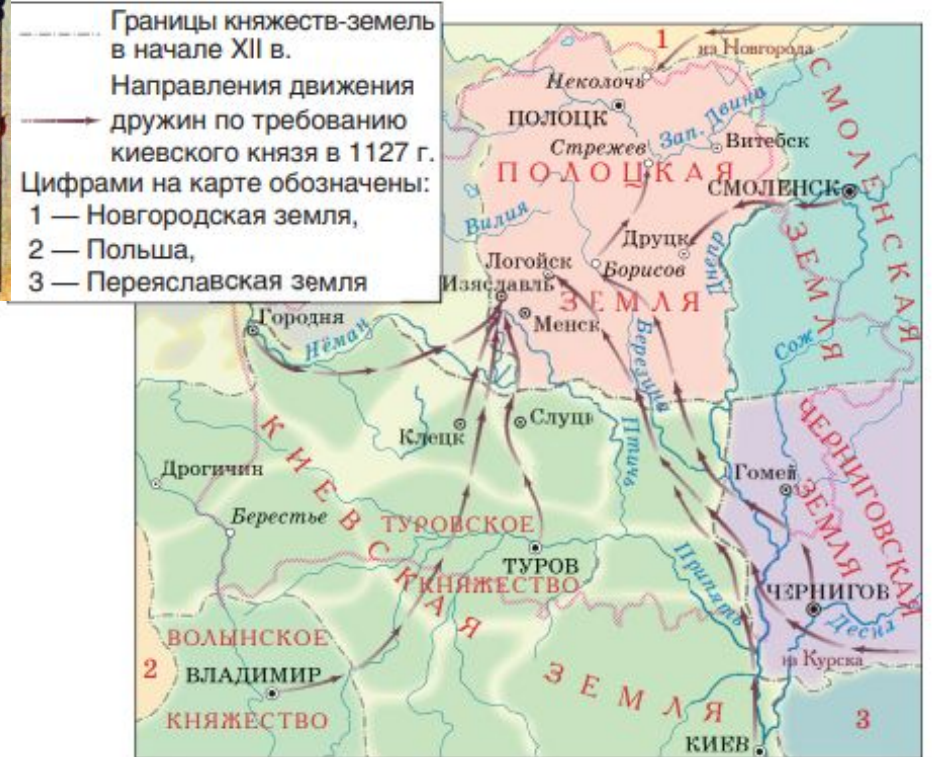 Границы княжеств-земель
в начале XII в.
Направления движения
дружин по требованию
киевского князя в 1127 г.
Цифрами на карте обозначены:
1 — Новгородская земля,
2 — Польша,
3 — Переяславская земля
1
из Новгорода
Неколочь
ПОЛОЦК
Зап. Двина
Витебск
Стрежев
ПОЛОЦКАЯ
ЗЕМЛЯ
СМОЛЕНСК
СМОЛЕНСКАЯ
ЗЕМЛЯ
Вилия
Друцк
Днепр
Логойск
Борисов
Изяславль
Менск
Городня
Нёман
Березина
Сож
Клецк
Слуцк
Птичь
Гомей
ЧЕРНИГОВСКАЯ
ЗЕМЛЯ
Дрогичин
Берестье
КИЕВСКАЯ
ЗЕМЛЯ
ТУРОВСКОЕ
ТУРОВ
КНЯЖЕСТВО
Припять
ЧЕРНИГОВ
Десна
из Курска
ВОЛЫНСКОЕ
2
ВЛАДИМИР
КНЯЖЕСТВО
3
КИЕВ